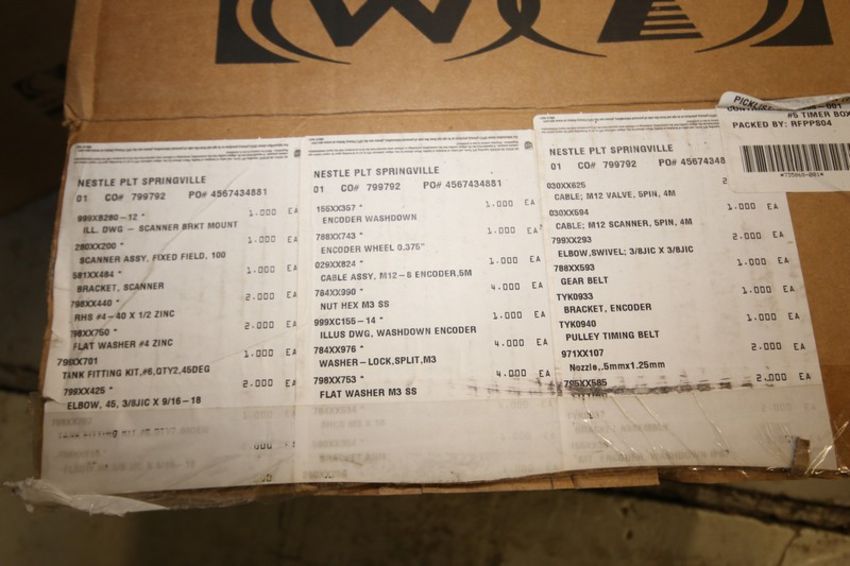 NESTLE PLT SPRINGVILLE
01 CO# 799792 PO# 4567434881
999XB280-12 * 1.000 EA
ILL. DWG - SCANNER BRKT MOUNT
280XX200 * 1.000 EA
SCANNER ASSY, FIXED FIELD, 100
581XX484 * 1.000 EA
BRACKET, SCANNER
798XX440 * 2.000 EA
RHS #4-40 X 1/2 ZINC
798XX750 * 2.000 EA
FLAT WASHER #4 ZINC
799XX701 1.000 EA
TANK FITTING KIT,#6,QTY2,45DEG
799XX425 * 2.000 EA
ELBOW, 45, 3/8JIC X 9/16-18
NESTLE PLT SPRINGVILLE
01 CO# 799792 PO# 4567434881
155XX357 * 1.000 EA
ENCODER WASHDOWN
788XX743 * 1.000 EA
ENCODER WHEEL 0.375"
029XX824 * 1.000 EA
CABLE ASSY, M12-8 ENCODER,5M
784XX990 * 4.000 EA
NUT HEX M3 SS
999XC155-14 * 1.000 EA
ILLUS DWG, WASHDOWN ENCODER
784XX976 * 4.000 EA
WASHER-LOCK,SPLIT,M3
798XX753 * 4.000 EA
FLAT WASHER M3 SS
NESTLE PLT SPRINGVILLE
01 CO# 799792 PO# 45674348
030XX625
CABLE; M12 VALVE, 5PIN, 4M
030XX594 1.000 EA
CABLE; M12 SCANNER, 5PIN, 4M
799XX293 2.000 EA
ELBOW,SWIVEL; 3/8JIC X 3/8JIC
788XX593 1.000 EA
GEAR BELT
TYK0933 1.000 EA
BRACKET, ENCODER
TYK0940 1.000 EA
PULLEY TIMING BELT
971XX107 2.000 EA
Nozzle,.5mmx1.25mm
795XX585 2.000 EA
PICKLIST
#5 TIMER BOX
PACKED BY: RFPPS04